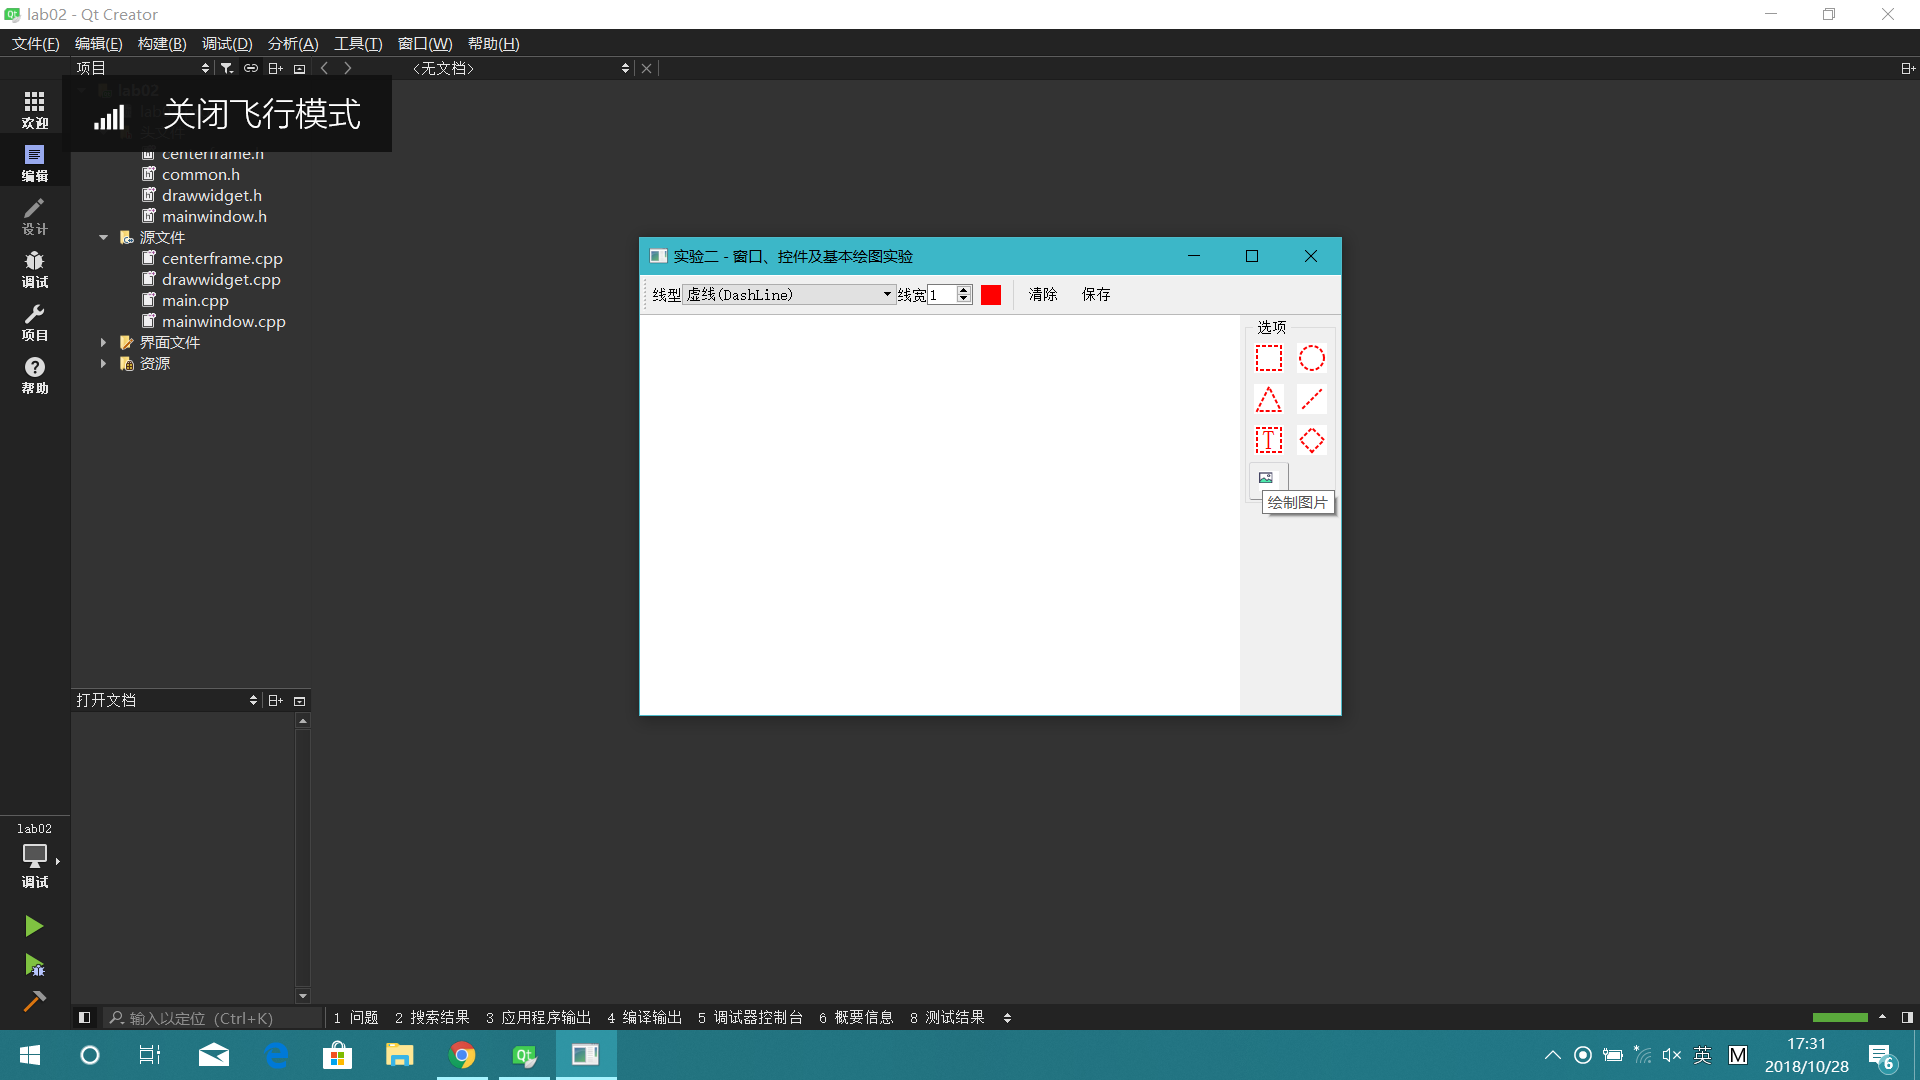 lab02 - Qt Creator
文件(F) 编辑(E) 构建(B) 调试(D) 分析(A) 工具(T) 窗口(W) 帮助(H)
项目
<无文档>
lab02
关闭飞行模式
欢迎
编辑
设计
调试
项目
帮助
centerframe.h
common.h
drawwidget.h
mainwindow.h
源文件
centerframe.cpp
drawwidget.cpp
main.cpp
mainwindow.cpp
界面文件
资源
实验二 - 窗口、控件及基本绘图实验
线型 虚线(DashLine) 线宽 1 清除 保存
选项
T
绘制图片
打开文档
lab02
调试
输入以定位 (Ctrl+K)
1 问题 2 搜索结果 3 应用程序输出 4 编译输出 5 调试器控制台 6 概要信息 8 测试结果
Qt
英 M
17:31
2018/10/28
6